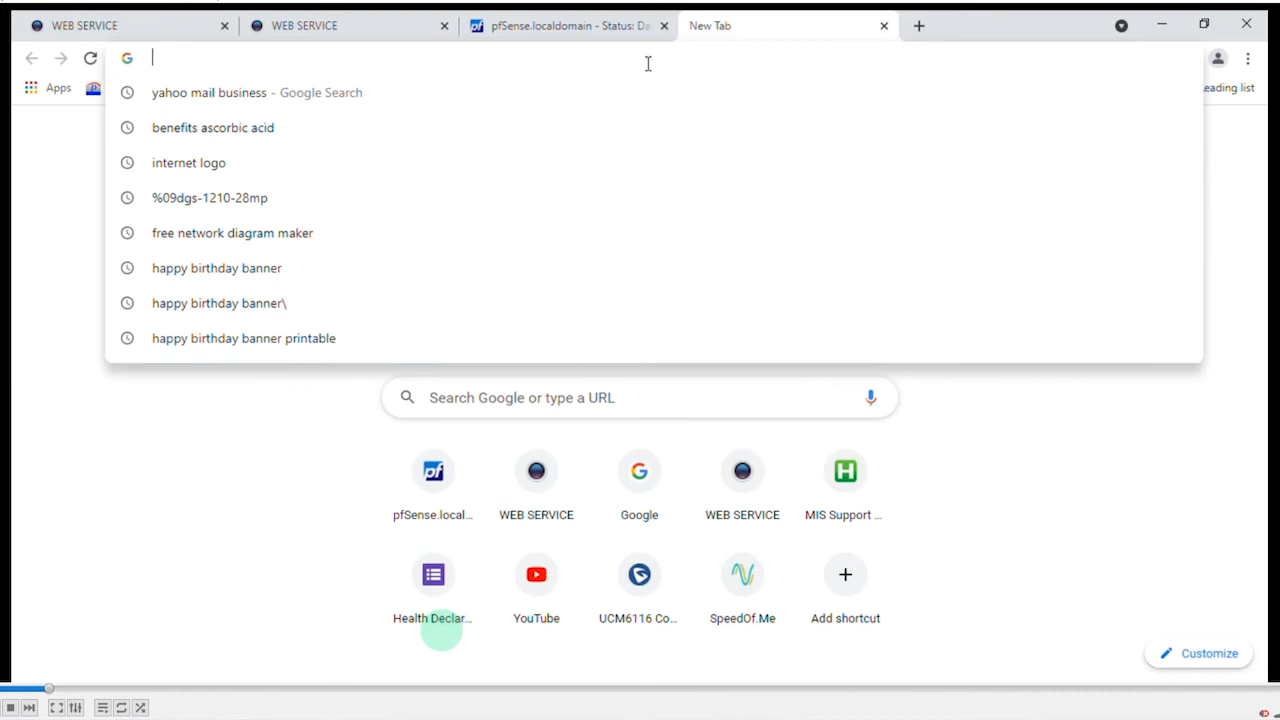 WEB SERVICE
WEB SERVICE
pfSense.localdomain - Status: Da
New Tab
Apps
eading list
yahoo mail business - Google Search
benefits ascorbic acid
internet logo
%09dgs-1210-28mp
free network diagram maker
happy birthday banner
happy birthday banner\
happy birthday banner printable
Search Google or type a URL
pfSense.local...
WEB SERVICE
Google
WEB SERVICE
MIS Support ...
Health Declar...
YouTube
UCM6116 Co...
SpeedOf.Me
Add shortcut
Customize